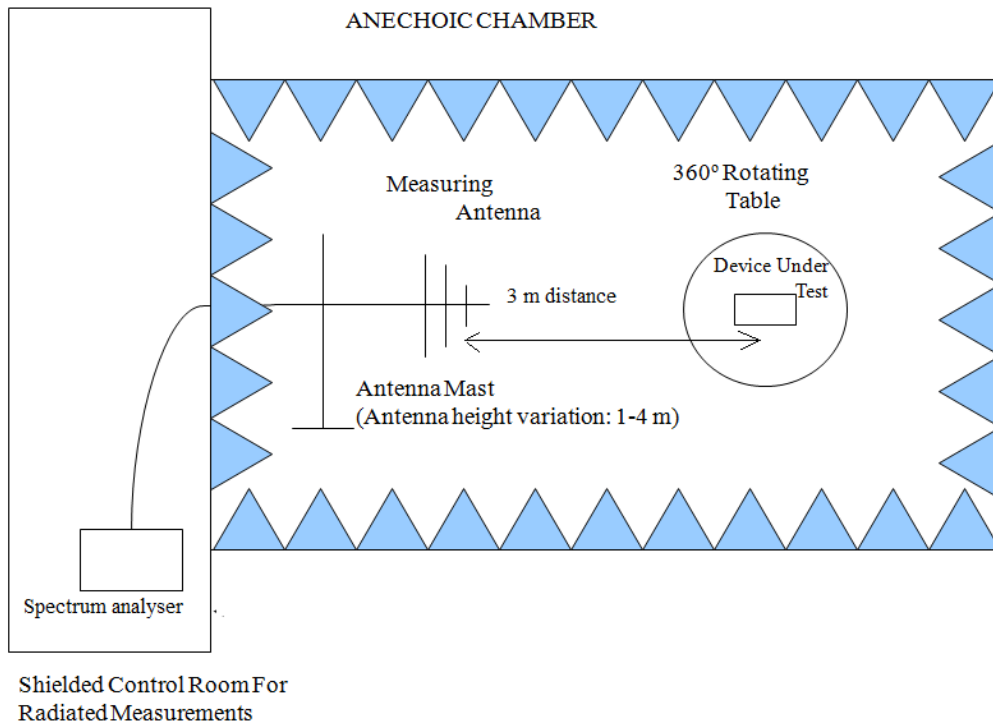 ANECHOIC CHAMBER
Measuring
Antenna
360º Rotating
Table
Device Under
Test
3 m distance
Antenna Mast
(Antenna height variation: 1-4 m)
Spectrum analyser
Shielded Control Room For
Radiated Measurements